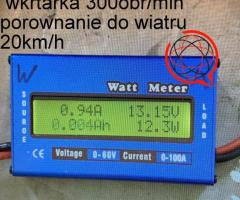 wkrtarka 300obr/min
porownanie do wiatru
20km/h
Watt Meter
SOURCE
0.94A 13.15V
0.004Ah 12.3W
LOAD
CE Voltage 0-60V Current 0-100A